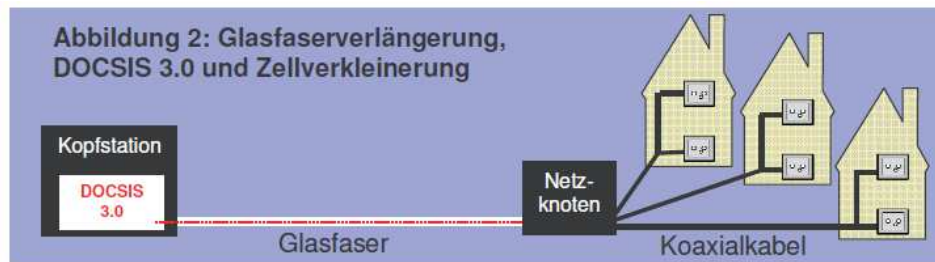 Abbildung 2: Glasfaserverlängerung,
DOCSIS 3.0 und Zellverkleinerung
Kopfstation
DOCSIS
3.0
Glasfaser
Netz-
knoten
Koaxialkabel